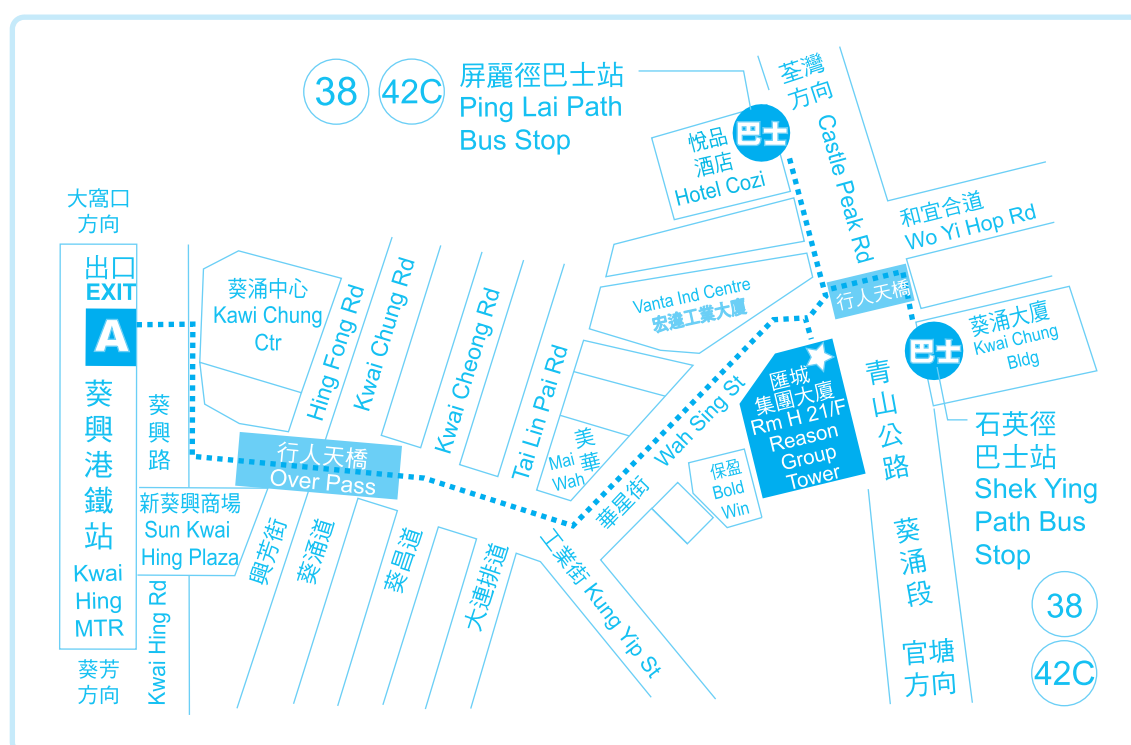 38
42C
屏麗徑巴士站
Ping Lai Path
Bus Stop
巴士
荃灣
方向
Castle Peak Rd
悅品
酒店
Hotel Cozi
和宜合道
Wo Yi Hop Rd
大窩口
方向
出口
EXIT
A
葵興港鐵站
Kwai
Hing
MTR
葵芳
方向
葵興路
Kwai Hing Rd
葵涌中心
Kawi Chung
Ctr
Hing Fong Rd
Kwai Chung Rd
Kwai Cheong Rd
Tai Lin Pai Rd
Vanta Ind Centre
宏達工業大廈
行人天橋
葵涌大廈
Kwai Chung
Bldg
巴士
匯城
集團大廈
Rm H 21/F
Reason
Group
Tower
青山公路
葵涌段
官塘
方向
石英徑
巴士站
Shek Ying
Path Bus
Stop
38
42C
行人天橋
Over Pass
新葵興商場
Sun Kwai
Hing Plaza
興芳街
葵涌道
葵昌道
大連排道
美華
Mai
Wah
華星街
Wah Sing St
保盈
Bold
Win
工業街 Kung Yip St